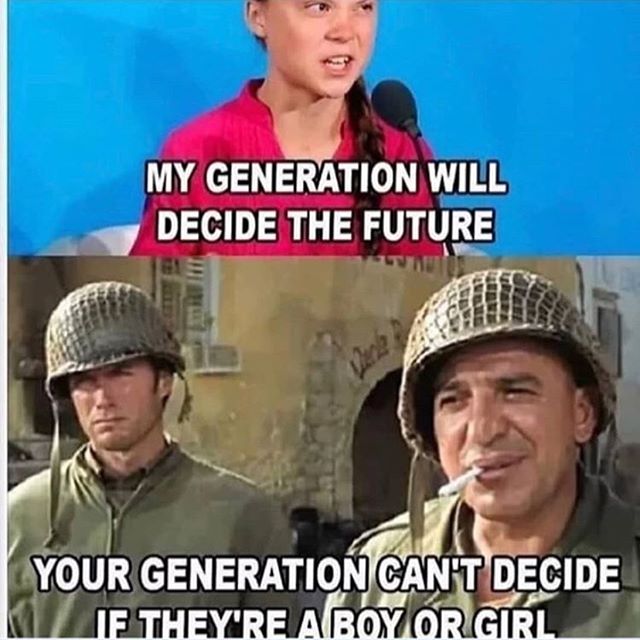 MY GENERATION WILL
DECIDE THE FUTURE
YOUR GENERATION CAN'T DECIDE
IF THEY'RE A BOY OR GIRL